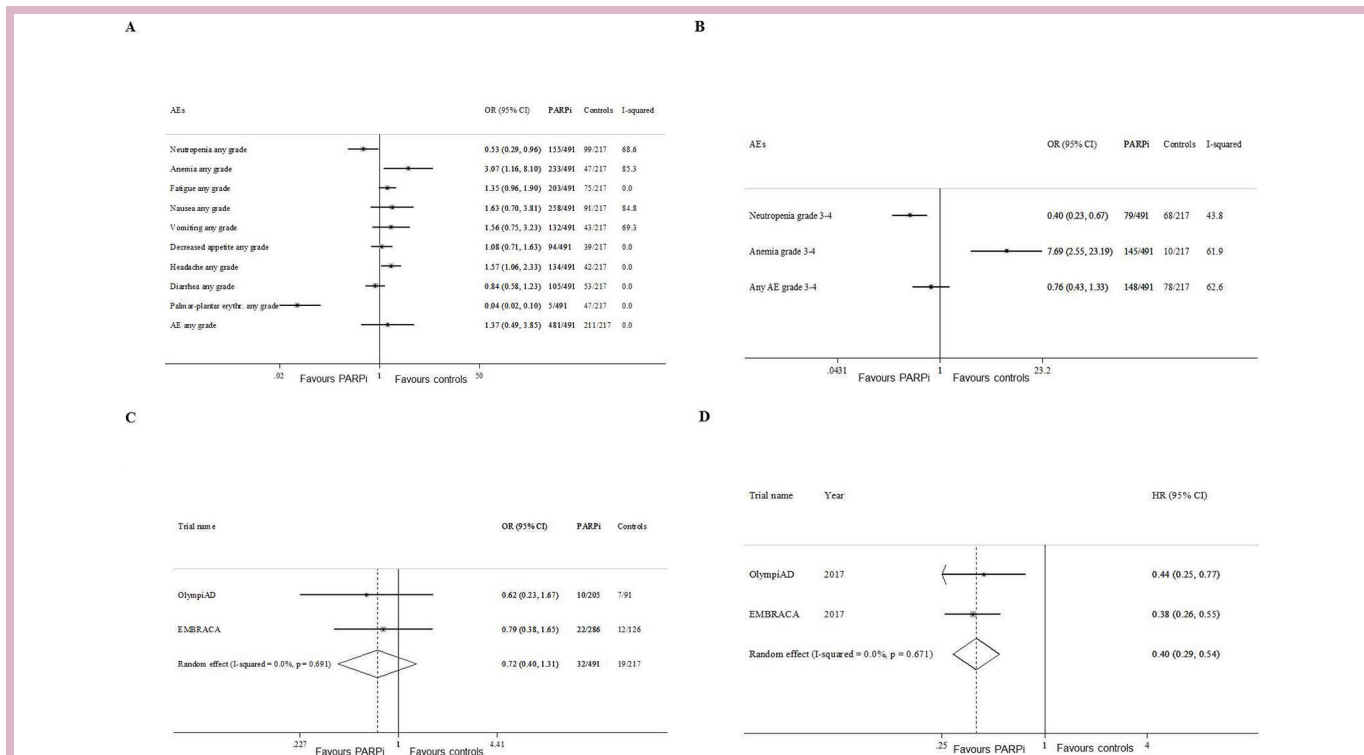 A
AEs OR (95% CI) PARPi Controls I-squared
Neutropenia any grade 0.53 (0.29, 0.96) 155/491 99/217 68.6
Anemia any grade 3.07 (1.16, 8.10) 233/491 47/217 85.3
Fatigue any grade 1.35 (0.96, 1.90) 203/491 75/217 0.0
Nausea any grade 1.63 (0.70, 3.81) 258/491 91/217 84.8
Vomiting any grade 1.56 (0.75, 3.23) 132/491 43/217 69.3
Decreased appetite any grade 1.08 (0.71, 1.63) 94/491 39/217 0.0
Headache any grade 1.57 (1.06, 2.33) 134/491 42/217 0.0
Diarrhea any grade 0.84 (0.58, 1.23) 105/491 53/217 0.0
Palmar-plantar erythr. any grade 0.04 (0.02, 0.10) 5/491 47/217 0.0
AE any grade 1.37 (0.49, 3.85) 481/491 211/217 0.0
.02 1 50
Favours PARPi Favours controls
B
AEs OR (95% CI) PARPi Controls I-squared
Neutropenia grade 3-4 0.40 (0.23, 0.67) 79/491 68/217 43.8
Anemia grade 3-4 7.69 (2.55, 23.19) 145/491 10/217 61.9
Any AE grade 3-4 0.76 (0.43, 1.33) 148/491 78/217 62.6
.0431 1 23.2
Favours PARPi Favours controls
C
Trial name OR (95% CI) PARPi Controls
OlympiAD 0.62 (0.23, 1.67) 10/205 7/91
EMBRACA 0.79 (0.38, 1.65) 22/286 12/126
Random effect (I-squared = 0.0%, p = 0.691) 0.72 (0.40, 1.31) 32/491 19/217
.227 1 4.41
Favours PARPi Favours controls
D
Trial name Year HR (95% CI)
OlympiAD 2017 0.44 (0.25, 0.77)
EMBRACA 2017 0.38 (0.26, 0.55)
Random effect (I-squared = 0.0%, p = 0.671) 0.40 (0.29, 0.54)
.25 1 4
Favours PARPi Favours controls